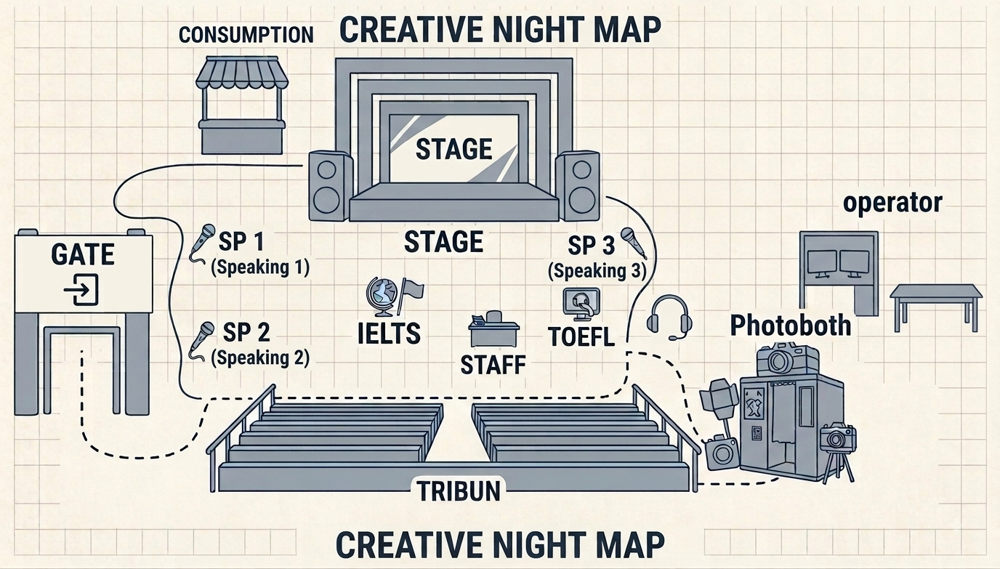 CONSUMPTION
CREATIVE NIGHT MAP
STAGE
operator
GATE
SP 1
(Speaking 1)
STAGE
SP 3
(Speaking 3)
SP 2
(Speaking 2)
IELTS
STAFF
TOEFL
Photoboth
TRIBUN
CREATIVE NIGHT MAP